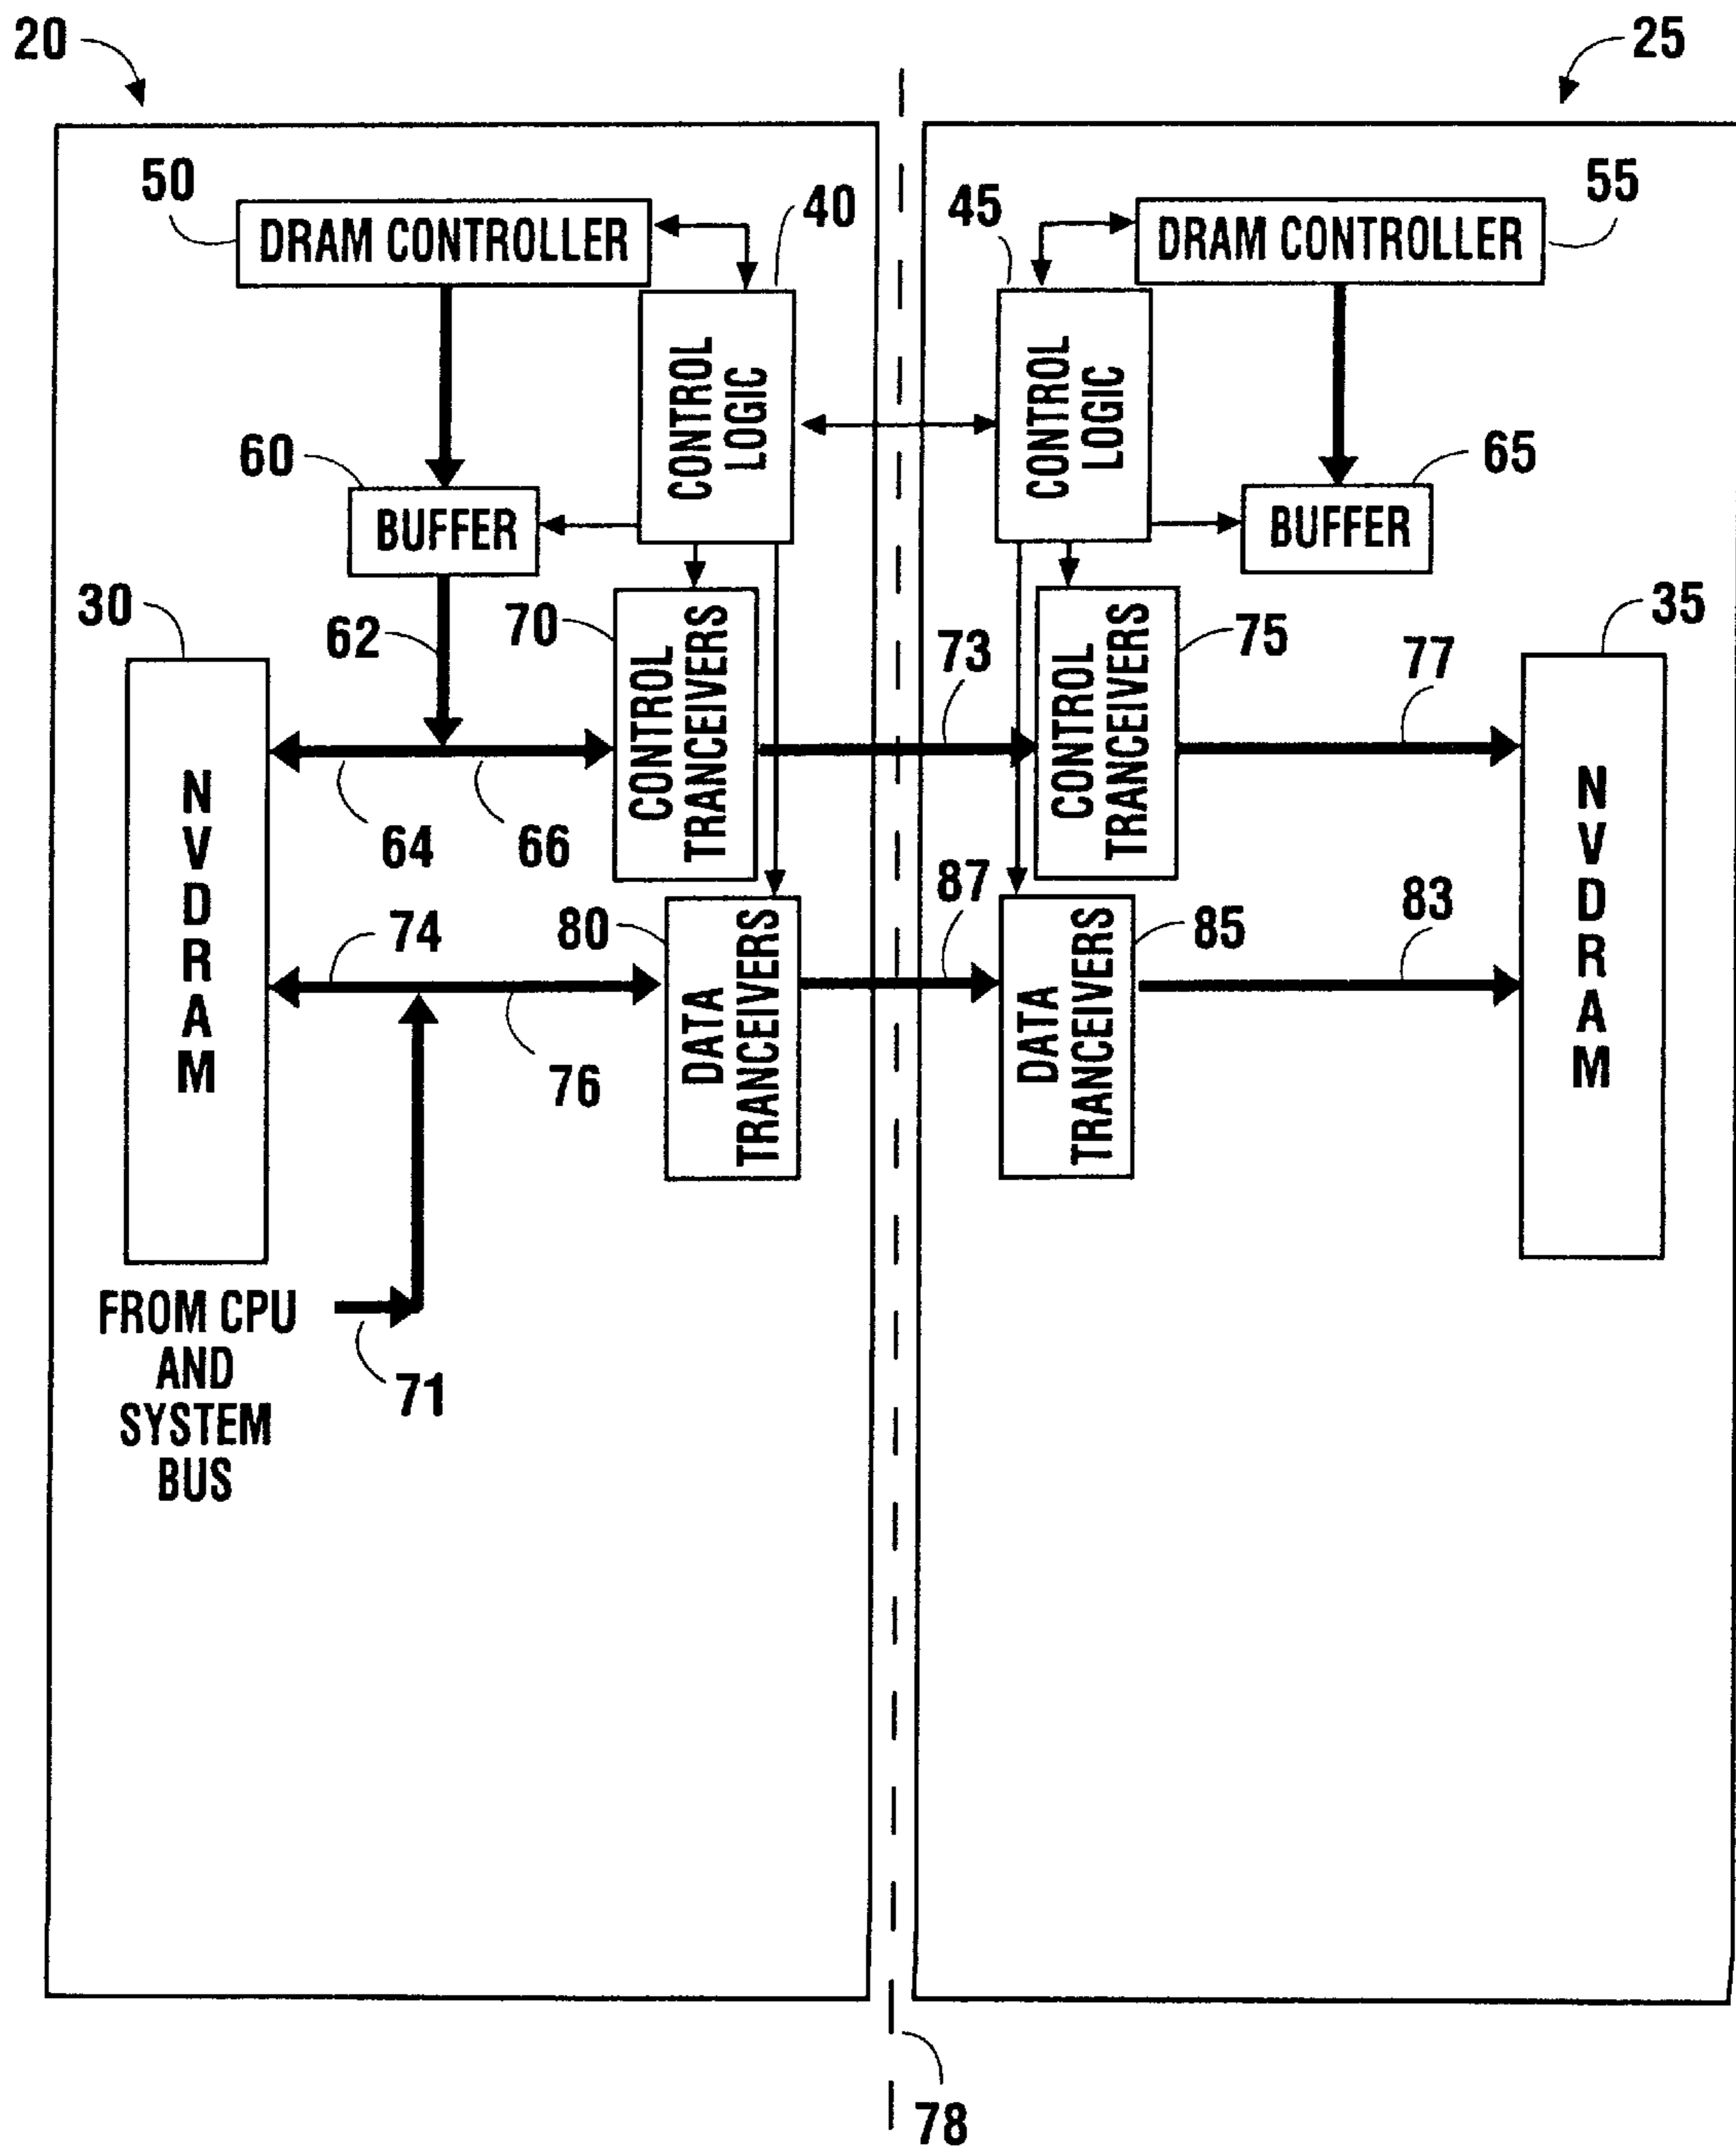 20
25
50
DRAM CONTROLLER
40
45
DRAM CONTROLLER
55
CONTROL
LOGIC
CONTROL
LOGIC
60
BUFFER
65
BUFFER
30
62
70
CONTROL
TRANCEIVERS
73
CONTROL
TRANCEIVERS
75
77
35
NVDRAM
64
66
NVDRAM
74
80
DATA
TRANCEIVERS
87
DATA
TRANCEIVERS
85
83
76
FROM CPU
AND
SYSTEM
BUS
71
78